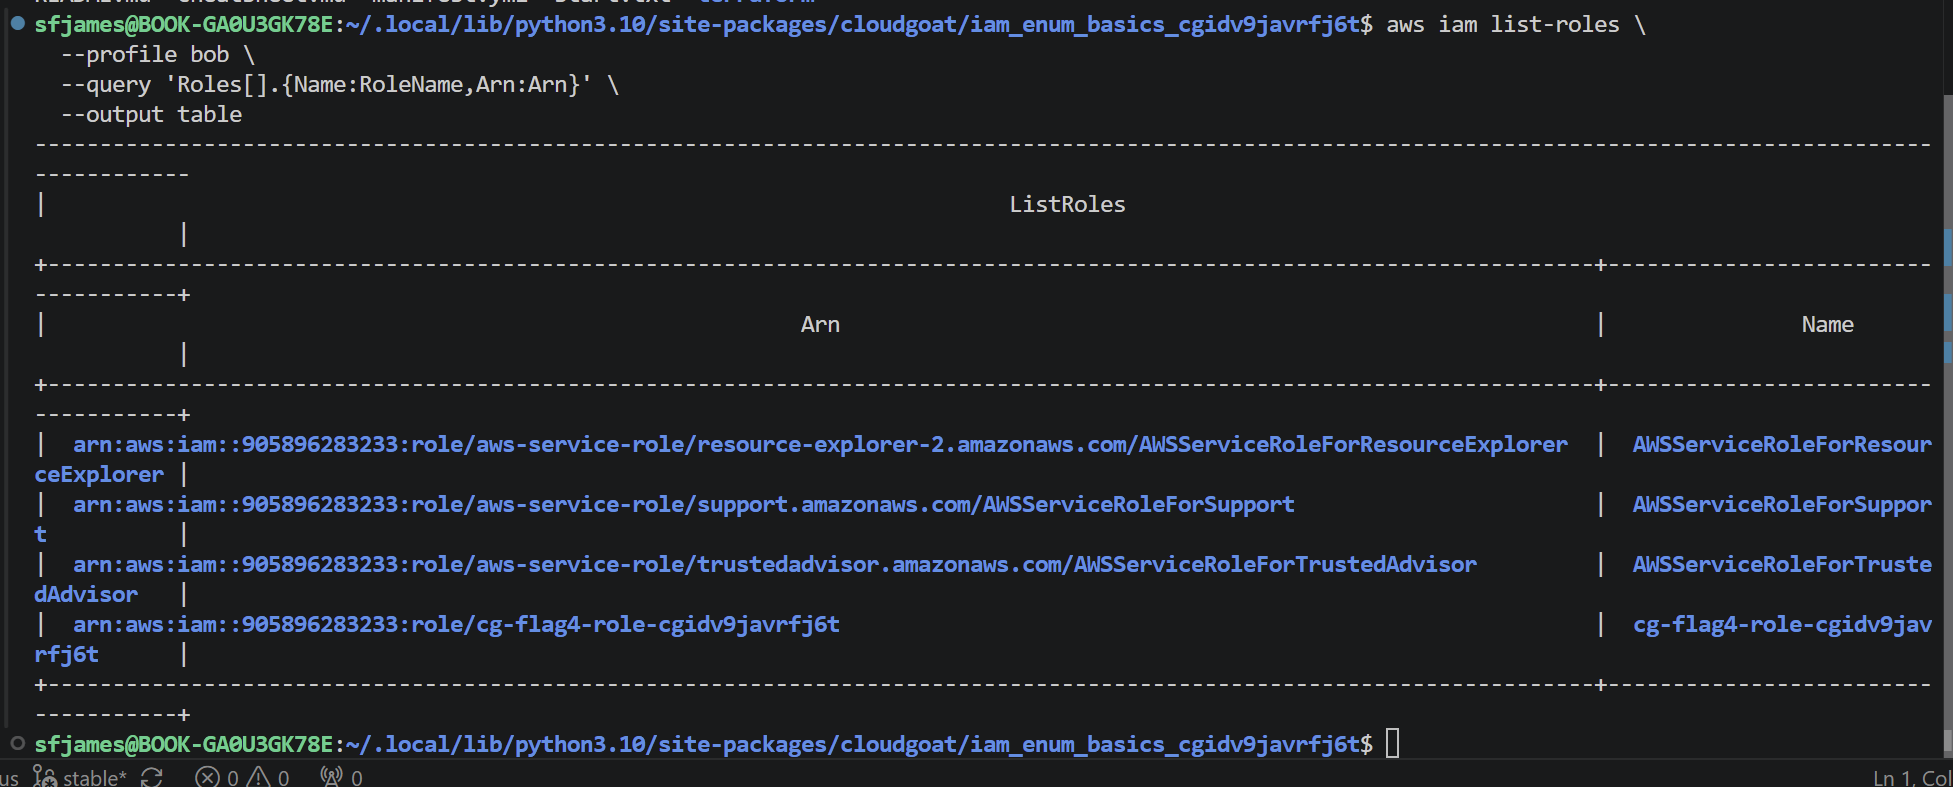 sfjames@BOOK-GA0U3GK78E:~/.local/lib/python3.10/site-packages/cloudgoat/iam_enum_basics_cgidv9javrfj6t$ aws iam list-roles \
  --profile bob \
  --query 'Roles[].{Name:RoleName,Arn:Arn}' \
  --output table
-------------------------------------------------------------------------------------------------------------------------------------------------
------------
|                                                                          ListRoles
           |
+-----------------------------------------------------------------------------------------------------------------------+-------------------------
-----------+
|                                                          Arn                                                          |               Name
           |
+-----------------------------------------------------------------------------------------------------------------------+-------------------------
-----------+
|  arn:aws:iam::905896283233:role/aws-service-role/resource-explorer-2.amazonaws.com/AWSServiceRoleForResourceExplorer  |  AWSServiceRoleForResour
ceExplorer |
|  arn:aws:iam::905896283233:role/aws-service-role/support.amazonaws.com/AWSServiceRoleForSupport                       |  AWSServiceRoleForSuppor
t          |
|  arn:aws:iam::905896283233:role/aws-service-role/trustedadvisor.amazonaws.com/AWSServiceRoleForTrustedAdvisor         |  AWSServiceRoleForTruste
dAdvisor   |
|  arn:aws:iam::905896283233:role/cg-flag4-role-cgidv9javrfj6t                                                          |  cg-flag4-role-cgidv9jav
rfj6t      |
+-----------------------------------------------------------------------------------------------------------------------+-------------------------
-----------+
sfjames@BOOK-GA0U3GK78E:~/.local/lib/python3.10/site-packages/cloudgoat/iam_enum_basics_cgidv9javrfj6t$
us stable* 0 0 0 Ln 1, Col